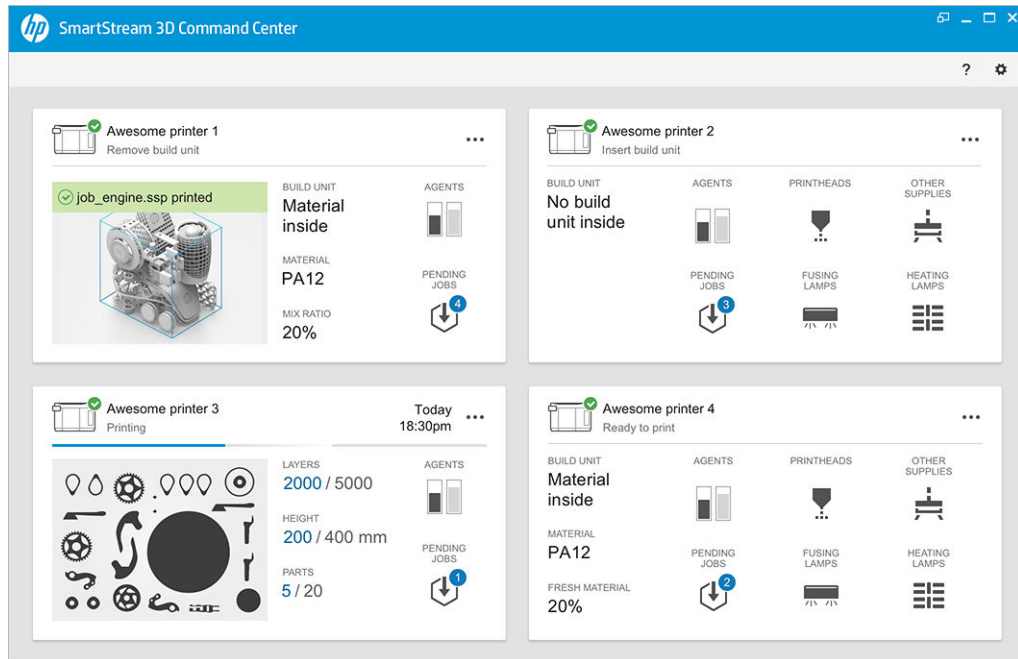 hp SmartStream 3D Command Center
?
Awesome printer 1
Remove build unit
job_engine.ssp printed
BUILD UNIT
Material
inside
MATERIAL
PA12
MIX RATIO
20%
AGENTS
PENDING
JOBS
4
Awesome printer 2
Insert build unit
BUILD UNIT
No build
unit inside
AGENTS
PRINTHEADS
OTHER
SUPPLIES
PENDING
JOBS
3
FUSING
LAMPS
HEATING
LAMPS
Awesome printer 3
Printing
Today
18:30pm
LAYERS
2000 / 5000
HEIGHT
200 / 400 mm
PARTS
5 / 20
AGENTS
PENDING
JOBS
1
Awesome printer 4
Ready to print
BUILD UNIT
Material
inside
MATERIAL
PA12
FRESH MATERIAL
20%
AGENTS
PRINTHEADS
OTHER
SUPPLIES
PENDING
JOBS
2
FUSING
LAMPS
HEATING
LAMPS